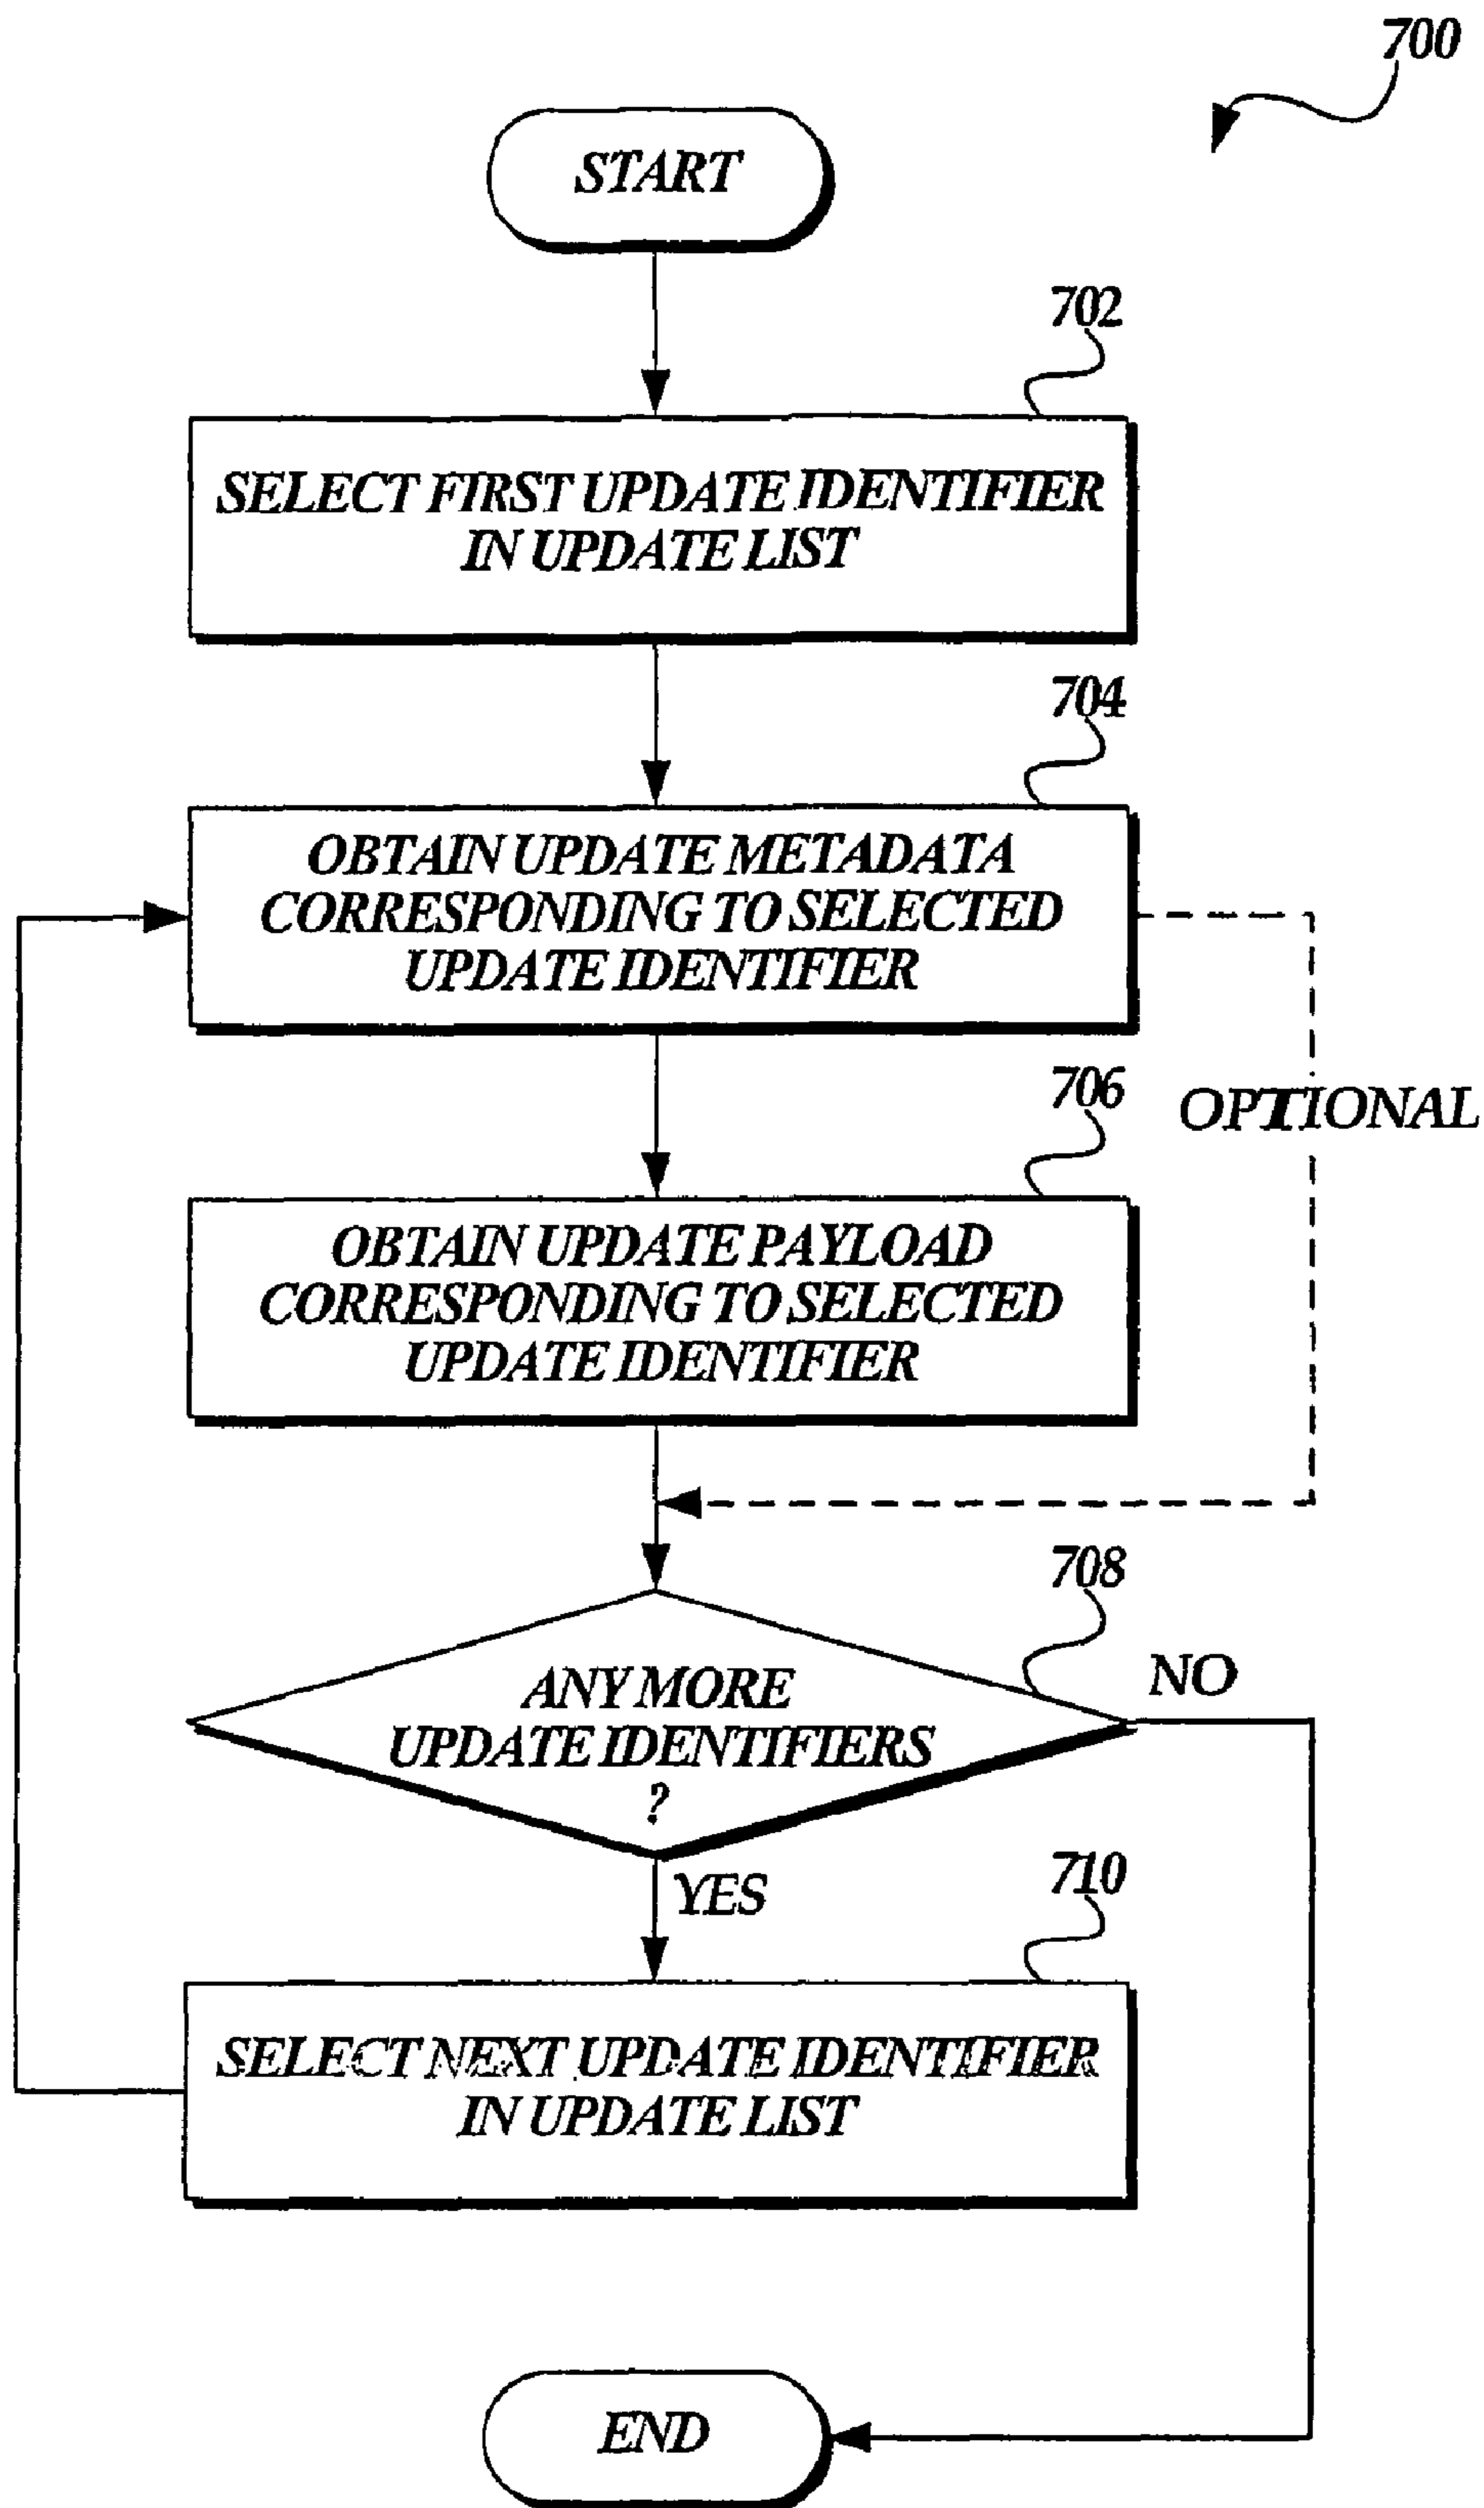 700
START
702
SELECT FIRST UPDATE IDENTIFIER
IN UPDATE LIST
704
OBTAIN UPDATE METADATA
CORRESPONDING TO SELECTED
UPDATE IDENTIFIER
706
OPTIONAL
OBTAIN UPDATE PAYLOAD
CORRESPONDING TO SELECTED
UPDATE IDENTIFIER
708
NO
ANY MORE
UPDATE IDENTIFIERS
?
YES
710
SELECT NEXT UPDATE IDENTIFIER
IN UPDATE LIST
END